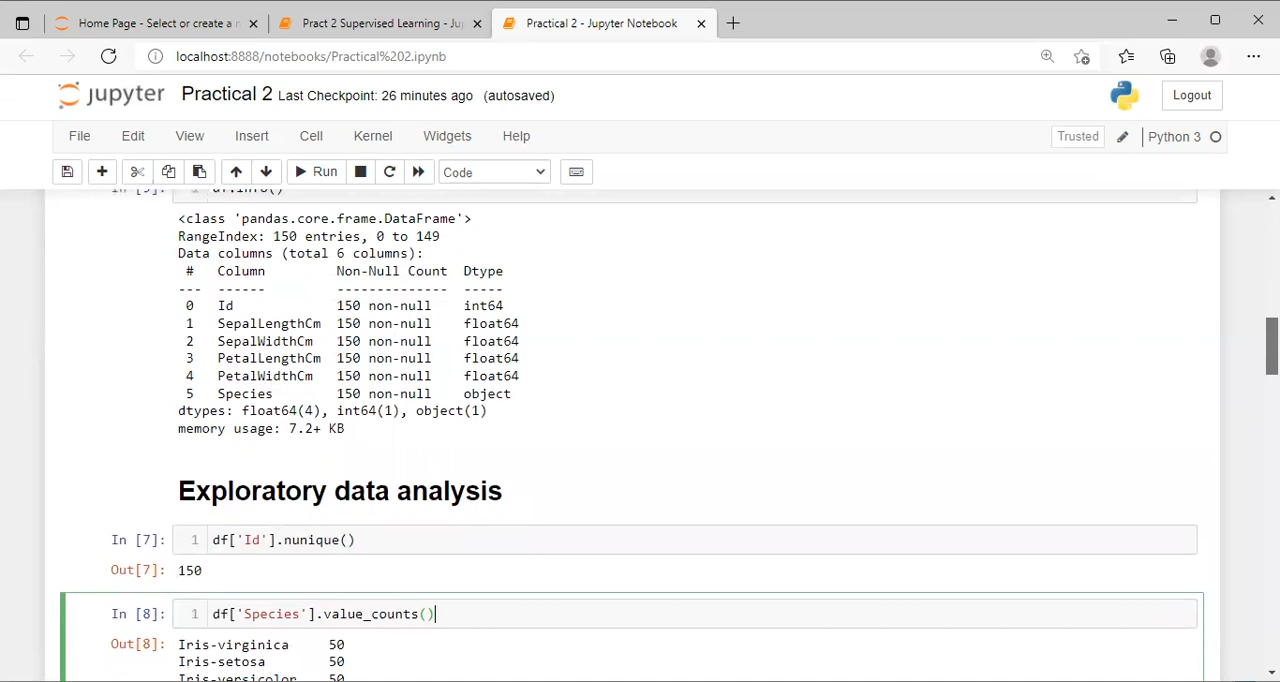 Home Page - Select or create a n
Pract 2 Supervised Learning - Ju
Practical 2 - Jupyter Notebook
localhost:8888/notebooks/Practical%202.ipynb
jupyter Practical 2 Last Checkpoint: 26 minutes ago (autosaved)
Logout
File Edit View Insert Cell Kernel Widgets Help
Trusted
Python 3
Run
Code
In [9]: df.info()
<class 'pandas.core.frame.DataFrame'>
RangeIndex: 150 entries, 0 to 149
Data columns (total 6 columns):
# Column Non-Null Count Dtype
--- ------ -------------- -----
0 Id 150 non-null int64
1 SepalLengthCm 150 non-null float64
2 SepalWidthCm 150 non-null float64
3 PetalLengthCm 150 non-null float64
4 PetalWidthCm 150 non-null float64
5 Species 150 non-null object
dtypes: float64(4), int64(1), object(1)
memory usage: 7.2+ KB
Exploratory data analysis
In [7]: 1 df['Id'].nunique()
Out[7]: 150
In [8]: 1 df['Species'].value_counts()
Out[8]: Iris-virginica 50
Iris-setosa 50
Iris-versicolor 50